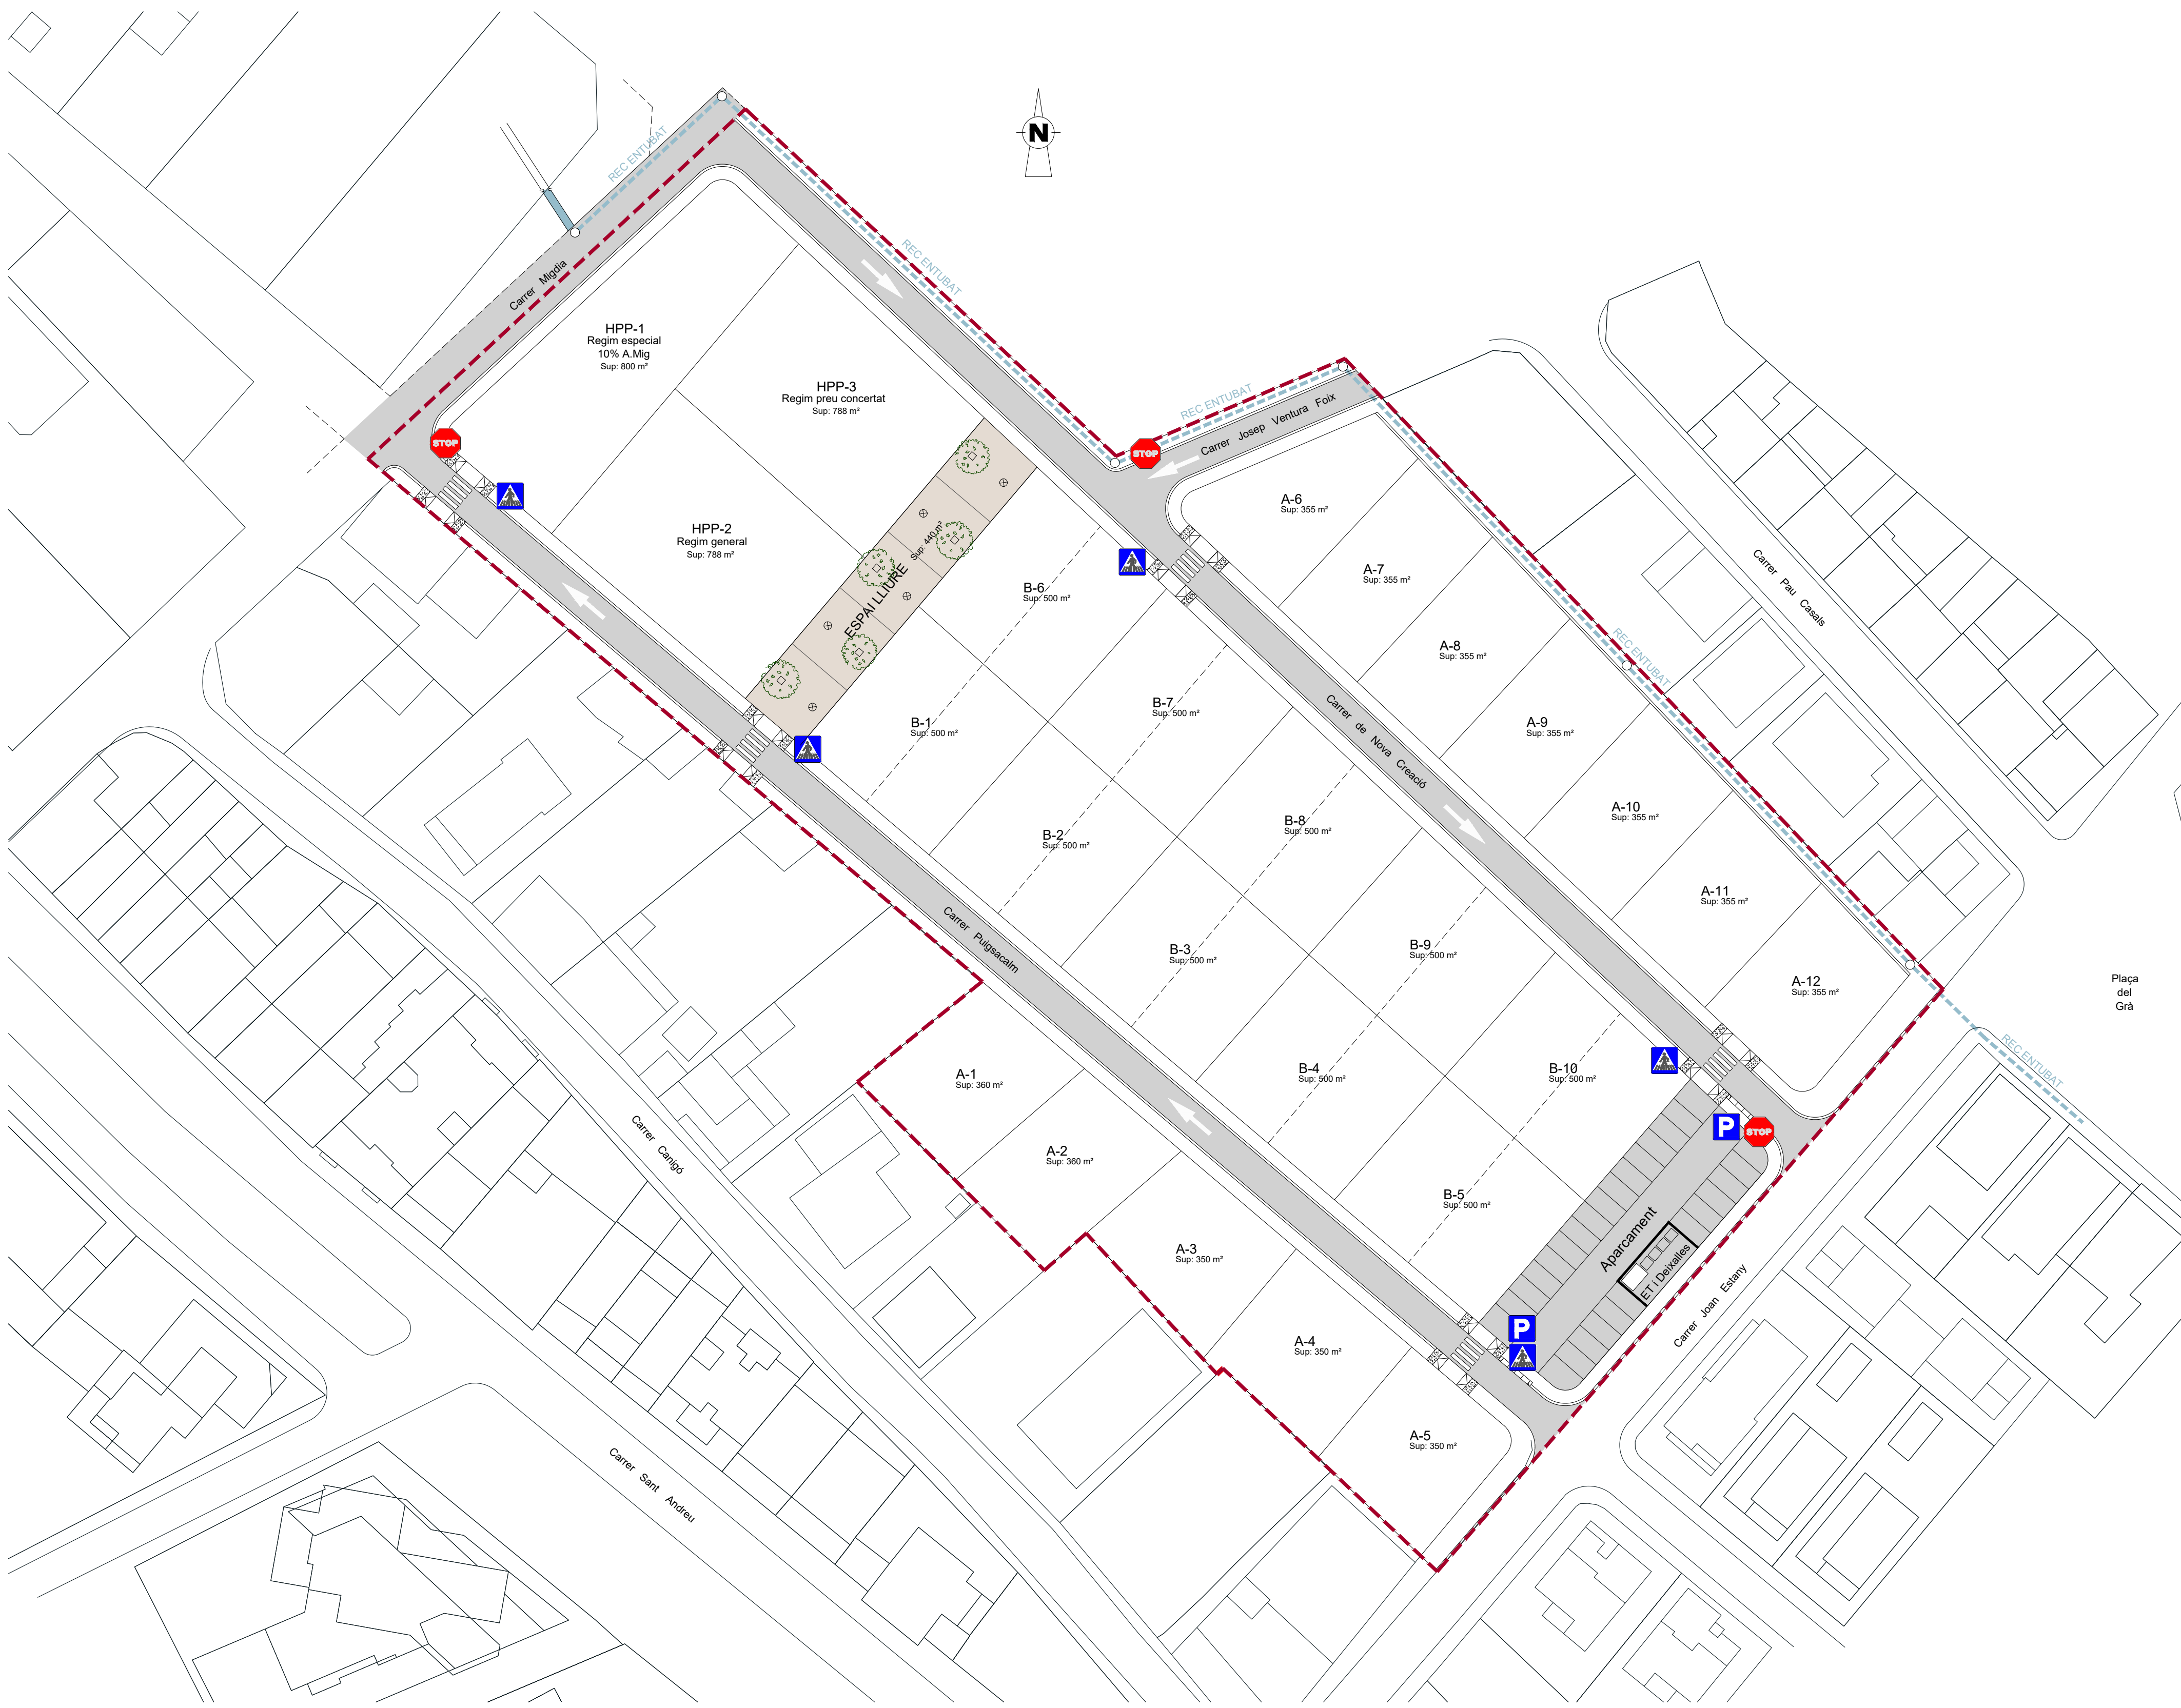 N
REC ENTUBAT
Carrer Migdia
REC ENTUBAT
HPP-1
Regim especial
10% A.Mig
Sup: 800 m²
HPP-3
Regim preu concertat
Sup: 788 m²
REC ENTUBAT
Carrer Josep Ventura Foix
STOP
STOP
HPP-2
Regim general
Sup: 788 m²
ESPAI LLIURE
Sup: 440 m²
A-6
Sup: 355 m²
A-7
Sup: 355 m²
A-8
Sup: 355 m²
A-9
Sup: 355 m²
A-10
Sup: 355 m²
A-11
Sup: 355 m²
A-12
Sup: 355 m²
Carrer Pau Casals
REC ENTUBAT
B-6
Sup: 500 m²
B-1
Sup: 500 m²
B-7
Sup: 500 m²
B-2
Sup: 500 m²
B-8
Sup: 500 m²
B-3
Sup: 500 m²
B-9
Sup: 500 m²
B-4
Sup: 500 m²
B-10
Sup: 500 m²
B-5
Sup: 500 m²
Carrer de Nova Creació
Carrer Puigsacalm
Plaça
del
Grà
REC ENTUBAT
A-1
Sup: 360 m²
A-2
Sup: 360 m²
A-3
Sup: 350 m²
A-4
Sup: 350 m²
A-5
Sup: 350 m²
P
STOP
Aparcament
ET i Deixalles
P
Carrer Joan Estany
Carrer Canigó
Carrer Sant Andreu